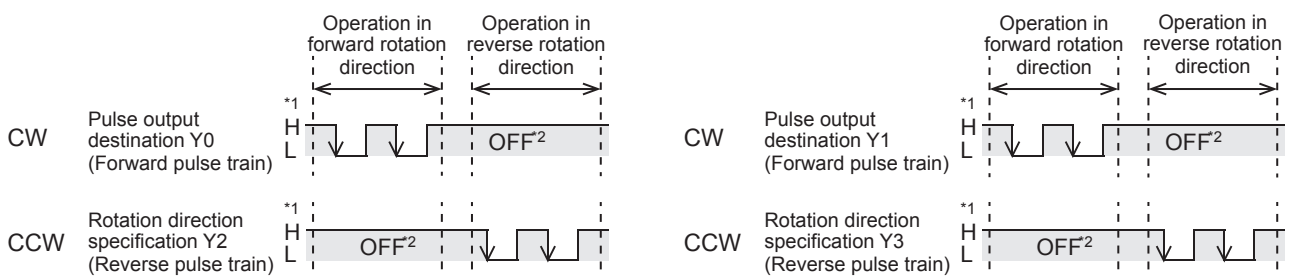 Operation in
forward rotation
direction
Operation in
reverse rotation
direction
*1
CW
Pulse output
destination Y0
(Forward pulse train)
H
L
OFF*2
CCW
Rotation direction
specification Y2
(Reverse pulse train)
*1
H
L
OFF*2
Operation in
forward rotation
direction
Operation in
reverse rotation
direction
*1
CW
Pulse output
destination Y1
(Forward pulse train)
H
L
OFF*2
CCW
Rotation direction
specification Y3
(Reverse pulse train)
*1
H
L
OFF*2